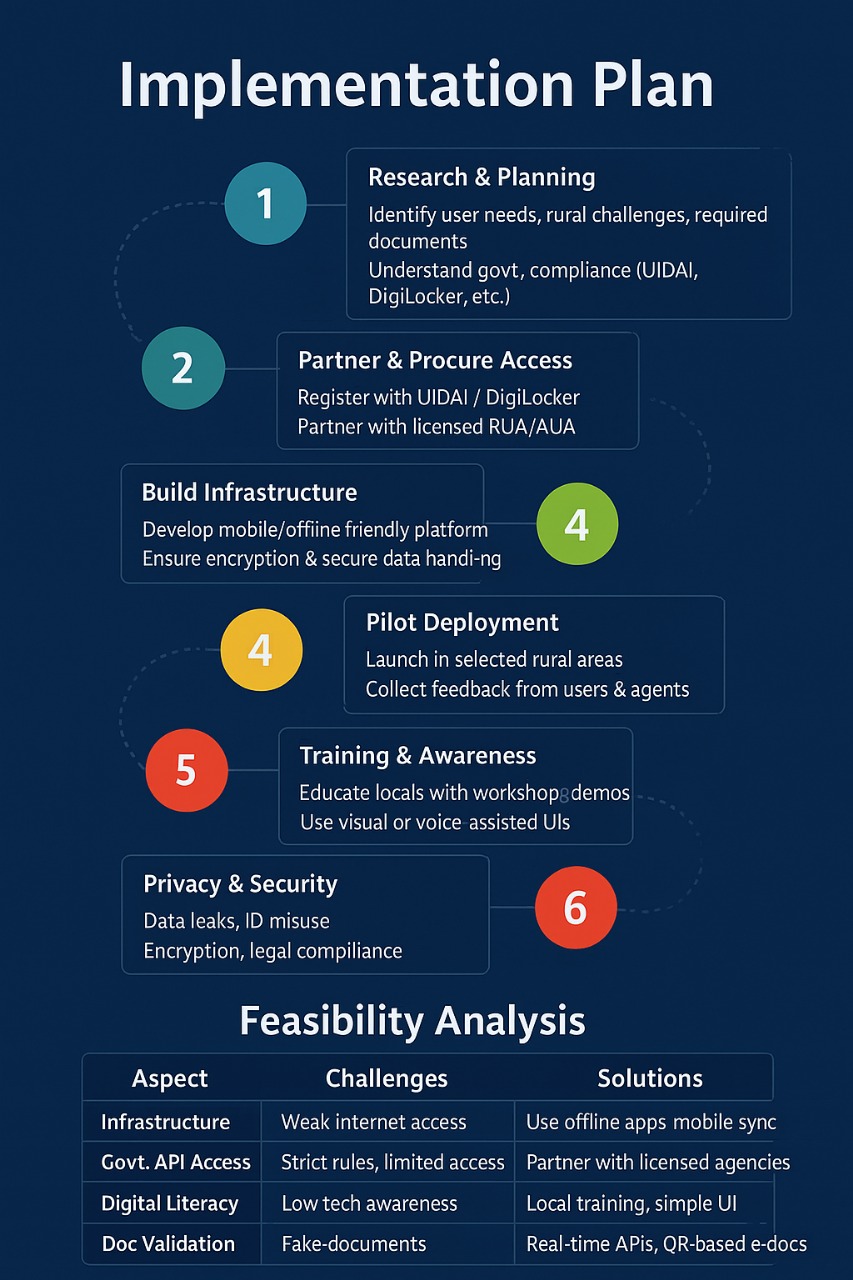 Implementation Plan
1
Research & Planning
Identify user needs, rural challenges, required
documents
Understand govt, compliance (UIDAI,
DigiLocker, etc.)
2
Partner & Procure Access
Register with UIDAI / DigiLocker
Partner with licensed RUA/AUA
Build Infrastructure
Develop mobile/offiine friendly platform
Ensure encryption & secure data handi-ng
4
4
Pilot Deployment
Launch in selected rural areas
Collect feedback from users & agents
5
Training & Awareness
Educate locals with workshop8demos
Use visual or voice-assisted UIs
Privacy & Security
Data leaks, ID misuse
Encryption, legal compiliance
6
Feasibility Analysis
Aspect Challenges Solutions
Infrastructure Weak internet access Use offline apps mobile sync
Govt. API Access Strict rules, limited access Partner with licensed agencies
Digital Literacy Low tech awareness Local training, simple UI
Doc Validation Fake-documents Real-time APIs, QR-based e-docs